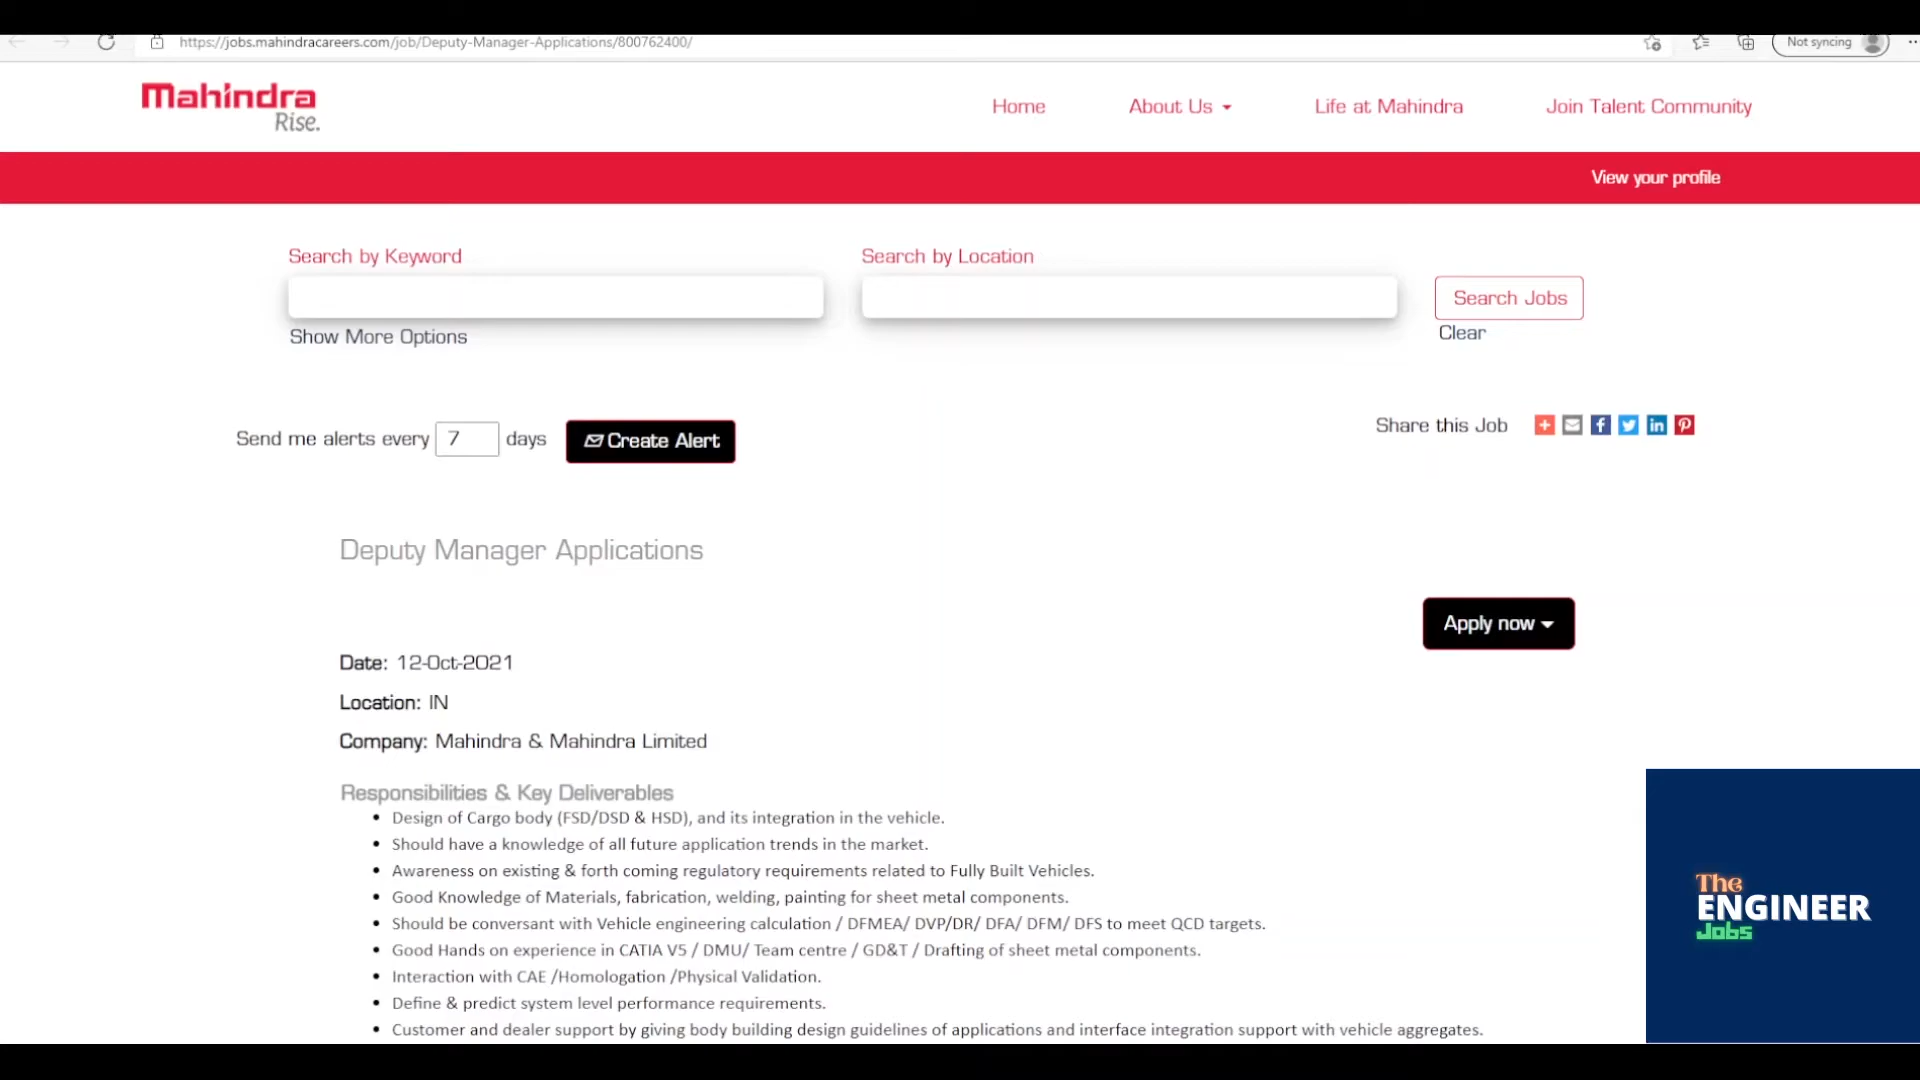 https://jobs.mahindracareers.com/job/Deputy-Manager-Applications/800762400/
Not syncing
Mahindra
Rise.
Home
About Us
Life at Mahindra
Join Talent Community
View your profile
Search by Keyword
Search by Location
Search Jobs
Show More Options
Clear
Send me alerts every 7 days
Create Alert
Share this Job
Deputy Manager Applications
Apply now
Date: 12-Oct-2021
Location: IN
Company: Mahindra & Mahindra Limited
Responsibilities & Key Deliverables
• Design of Cargo body (FSD/DSD & HSD), and its integration in the vehicle.
• Should have a knowledge of all future application trends in the market.
• Awareness on existing & forth coming regulatory requirements related to Fully Built Vehicles.
• Good Knowledge of Materials, fabrication, welding, painting for sheet metal components.
• Should be conversant with Vehicle engineering calculation / DFMEA/ DVP/DR/ DFA/ DFM/ DFS to meet QCD targets.
• Good Hands on experience in CATIA V5 / DMU/ Team centre / GD&T / Drafting of sheet metal components.
• Interaction with CAE /Homologation /Physical Validation.
• Define & predict system level performance requirements.
• Customer and dealer support by giving body building design guidelines of applications and interface integration support with vehicle aggregates.
The
ENGINEER
Jobs